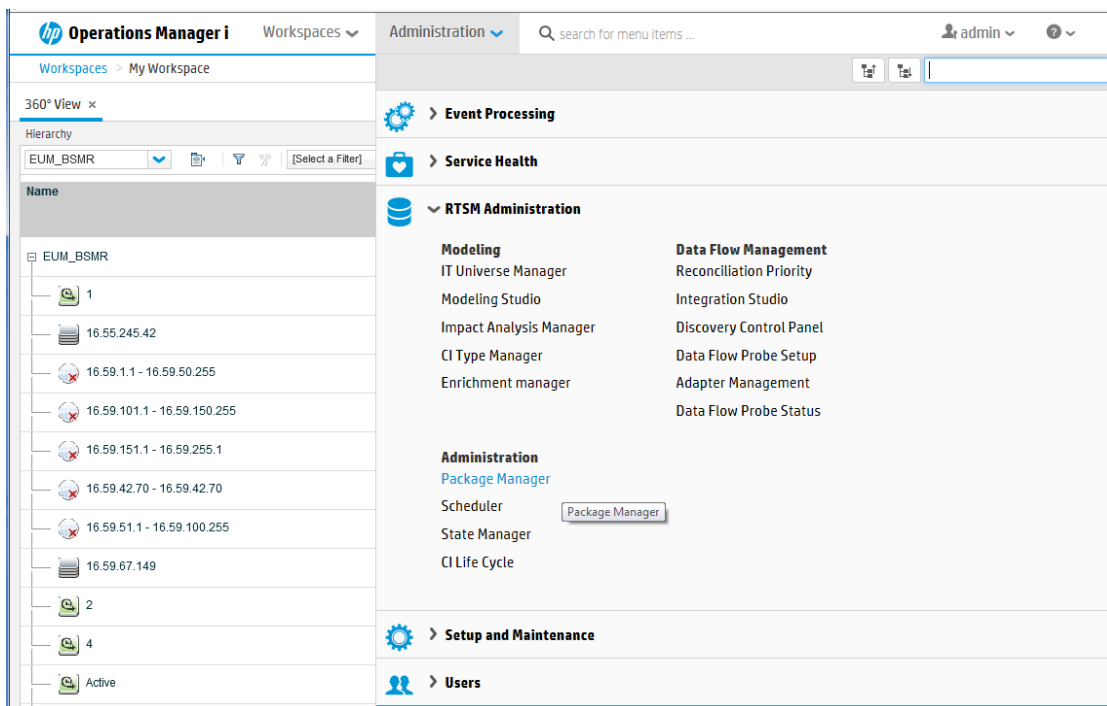 hp Operations Manager i Workspaces Administration search for menu items ... admin ?
Workspaces > My Workspace
360° View ×
Hierarchy
EUM_BSMR [Select a Filter]
Name
EUM_BSMR
1
16.55.245.42
16.59.1.1 - 16.59.50.255
16.59.101.1 - 16.59.150.255
16.59.151.1 - 16.59.255.1
16.59.42.70 - 16.59.42.70
16.59.51.1 - 16.59.100.255
16.59.67.149
2
4
Active
Event Processing
Service Health
RTSM Administration
Modeling
IT Universe Manager
Modeling Studio
Impact Analysis Manager
CI Type Manager
Enrichment manager
Data Flow Management
Reconciliation Priority
Integration Studio
Discovery Control Panel
Data Flow Probe Setup
Adapter Management
Data Flow Probe Status
Administration
Package Manager
Scheduler
Package Manager
State Manager
CI Life Cycle
Setup and Maintenance
Users